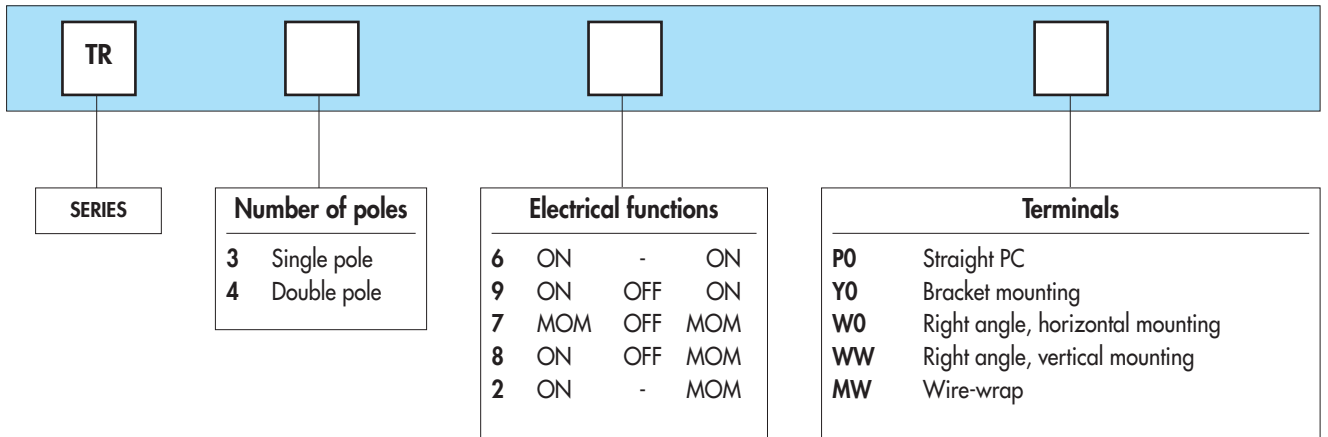 TR
SERIES
Number of poles
3 Single pole
4 Double pole
Electrical functions
6 ON - ON
9 ON OFF ON
7 MOM OFF MOM
8 ON OFF MOM
2 ON - MOM
Terminals
P0 Straight PC
Y0 Bracket mounting
W0 Right angle, horizontal mounting
WW Right angle, vertical mounting
MW Wire-wrap